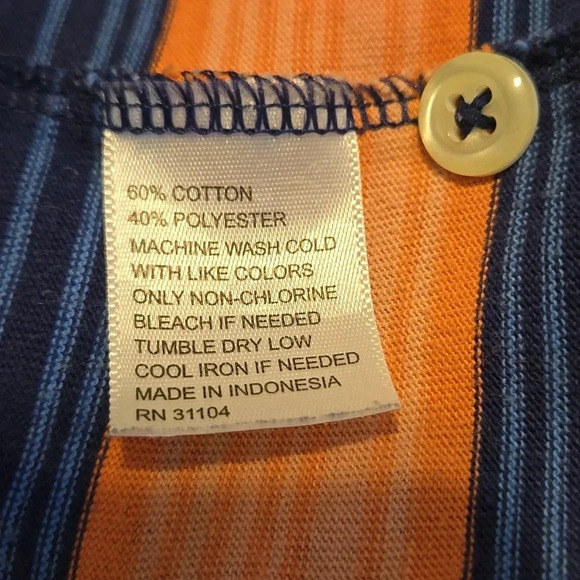 60% COTTON
40% POLYESTER
MACHINE WASH COLD
WITH LIKE COLORS
ONLY NON-CHLORINE
BLEACH IF NEEDED
TUMBLE DRY LOW
COOL IRON IF NEEDED
MADE IN INDONESIA
RN 31104